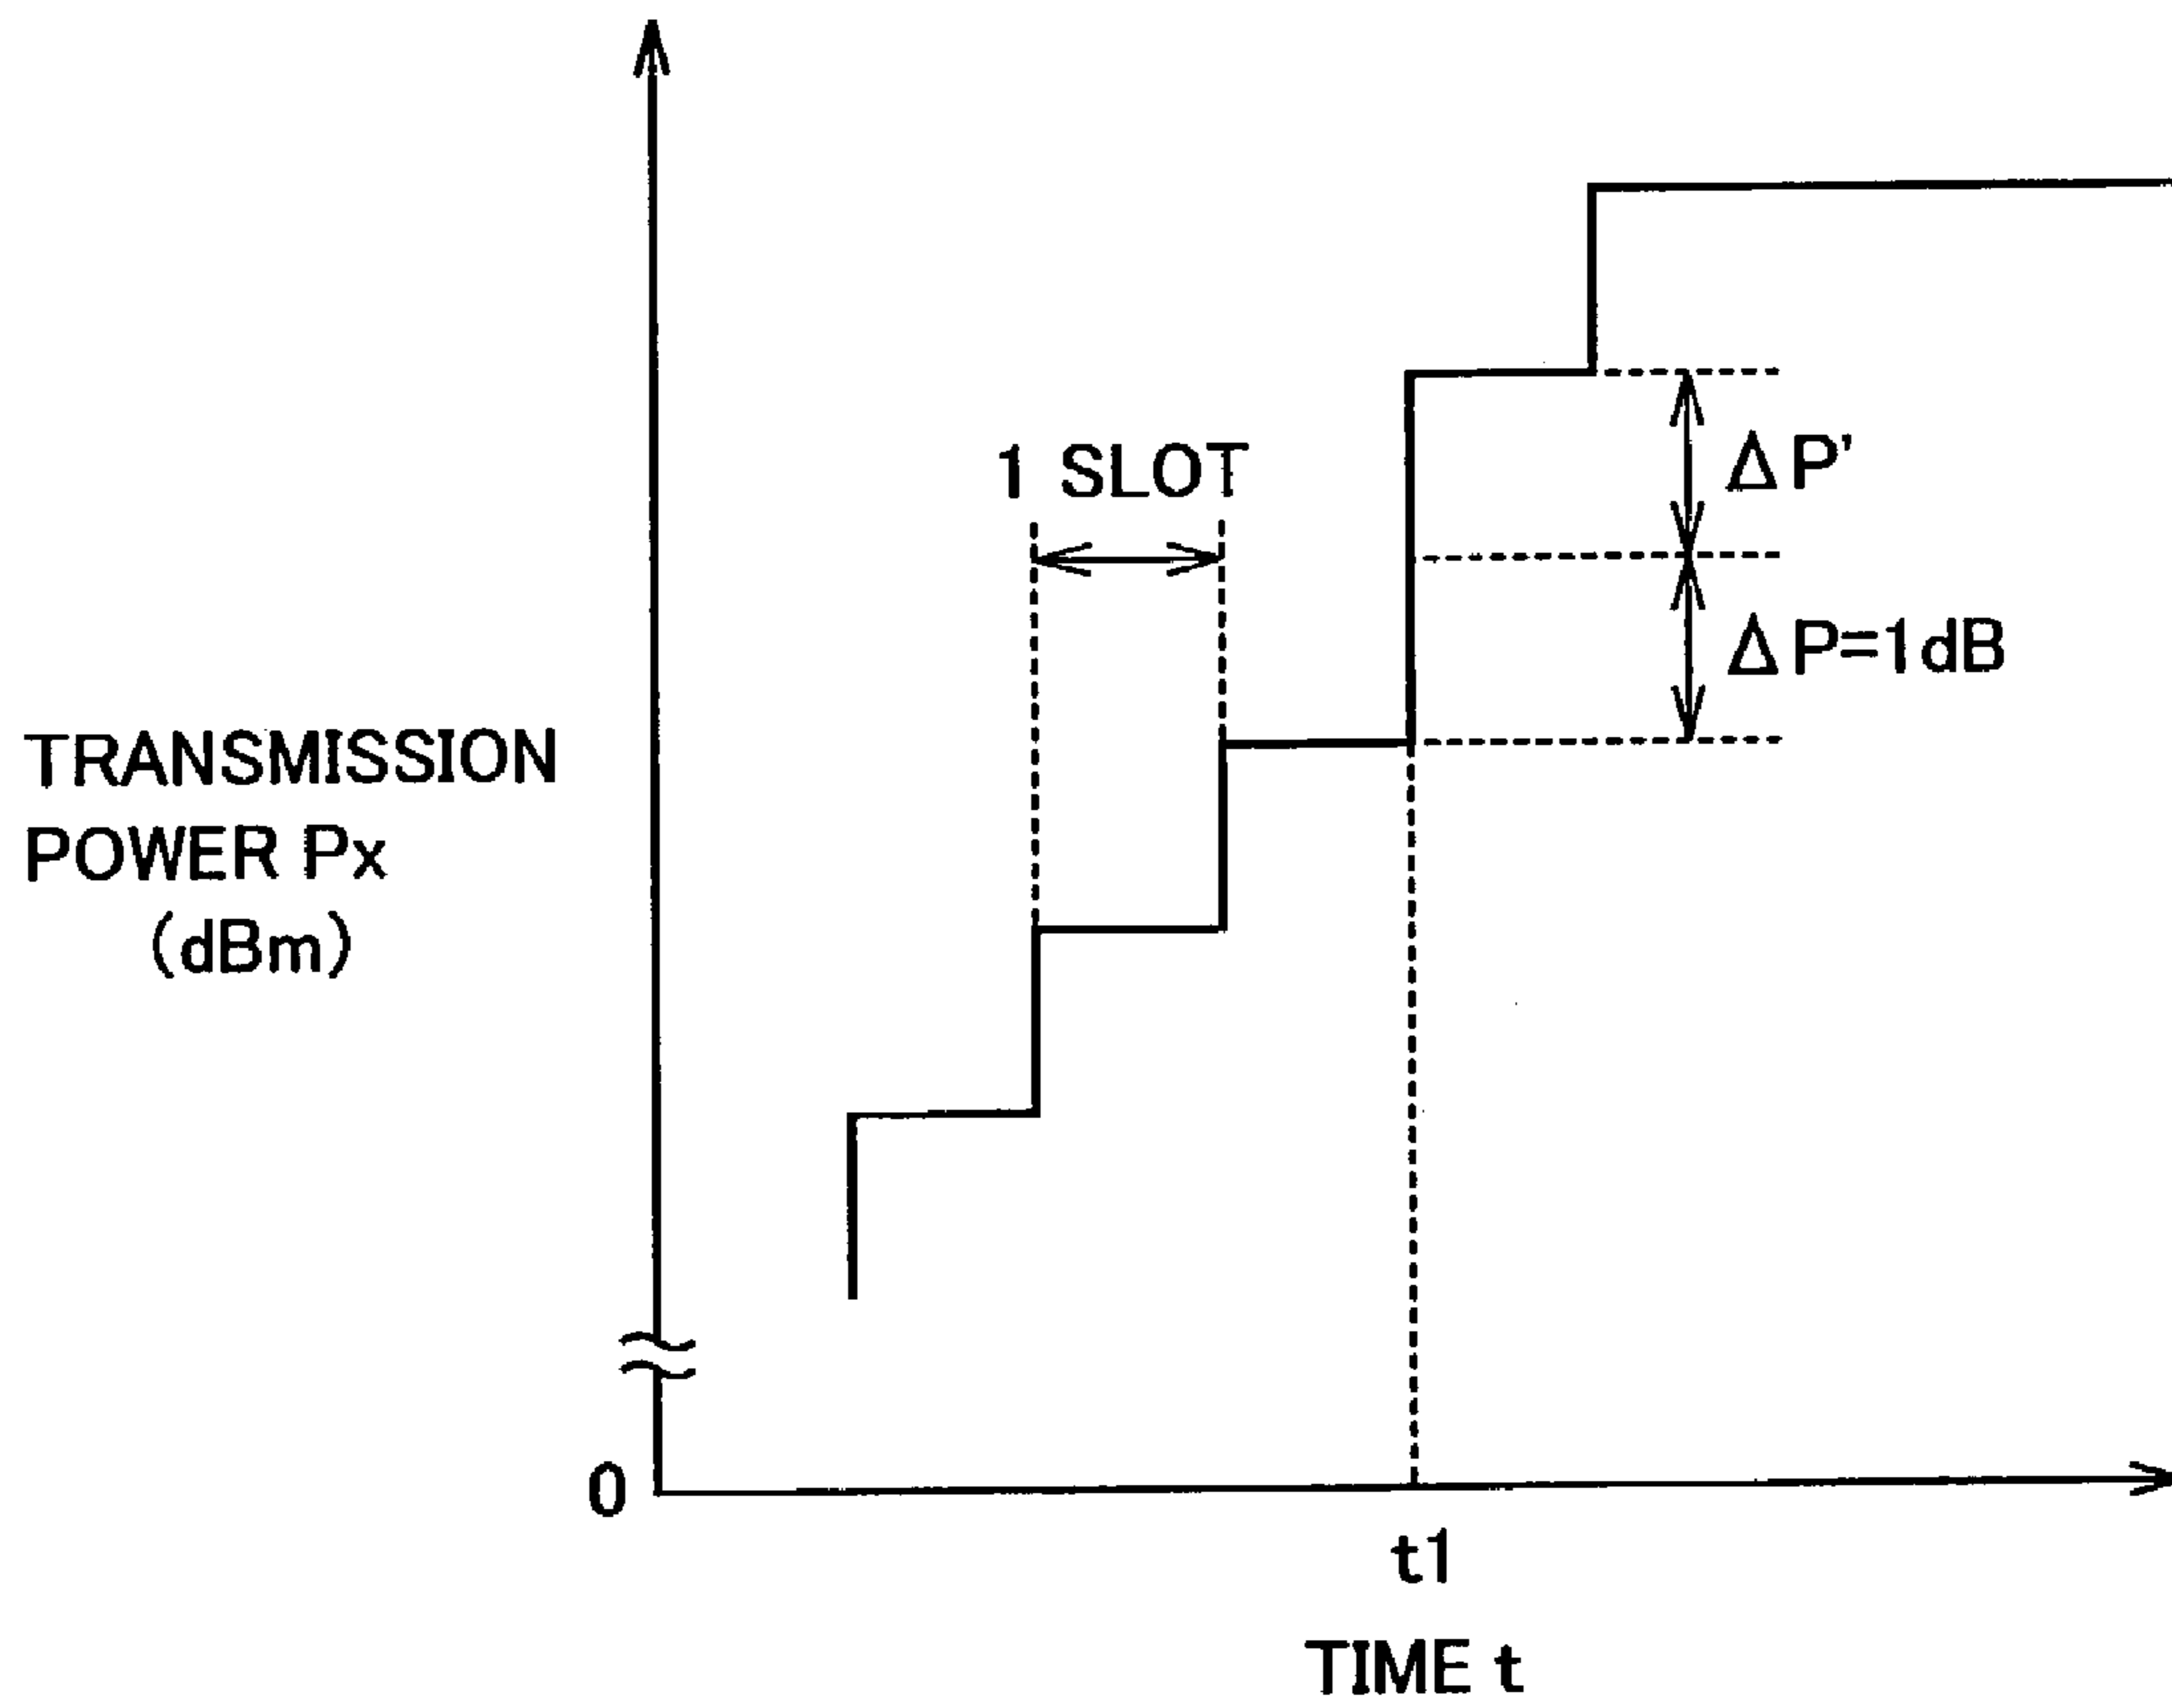 1 SLOT
ΔP'
ΔP=1dB
TRANSMISSION
POWER Px
(dBm)
0
t1
TIME t